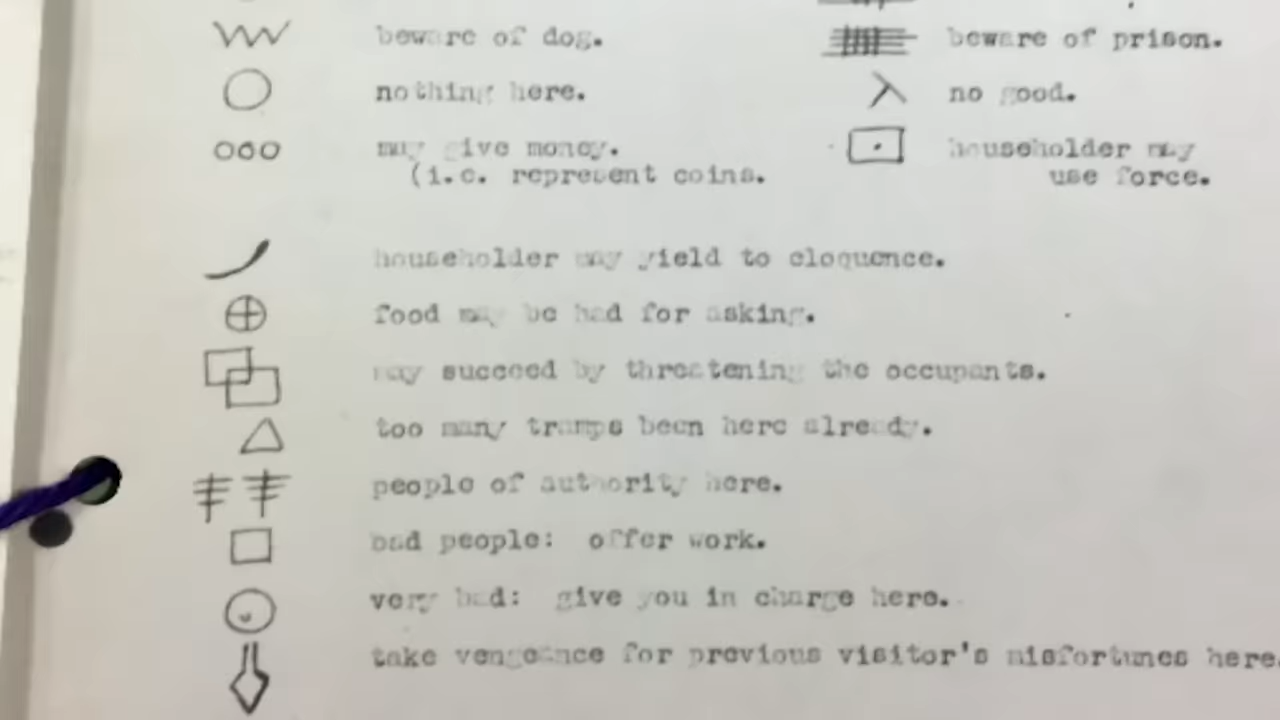 beware of dog.
beware of prison.
nothing here.
no good.
may give money.
(i.e. represent coins.
householder may
use force.
householder may yield to eloquence.
food may be had for asking.
may succeed by threatening the occupants.
too many tramps been here already.
people of authority here.
bad people: offer work.
very bad: give you in charge here.
take vengeance for previous visitor's misfortunes here.